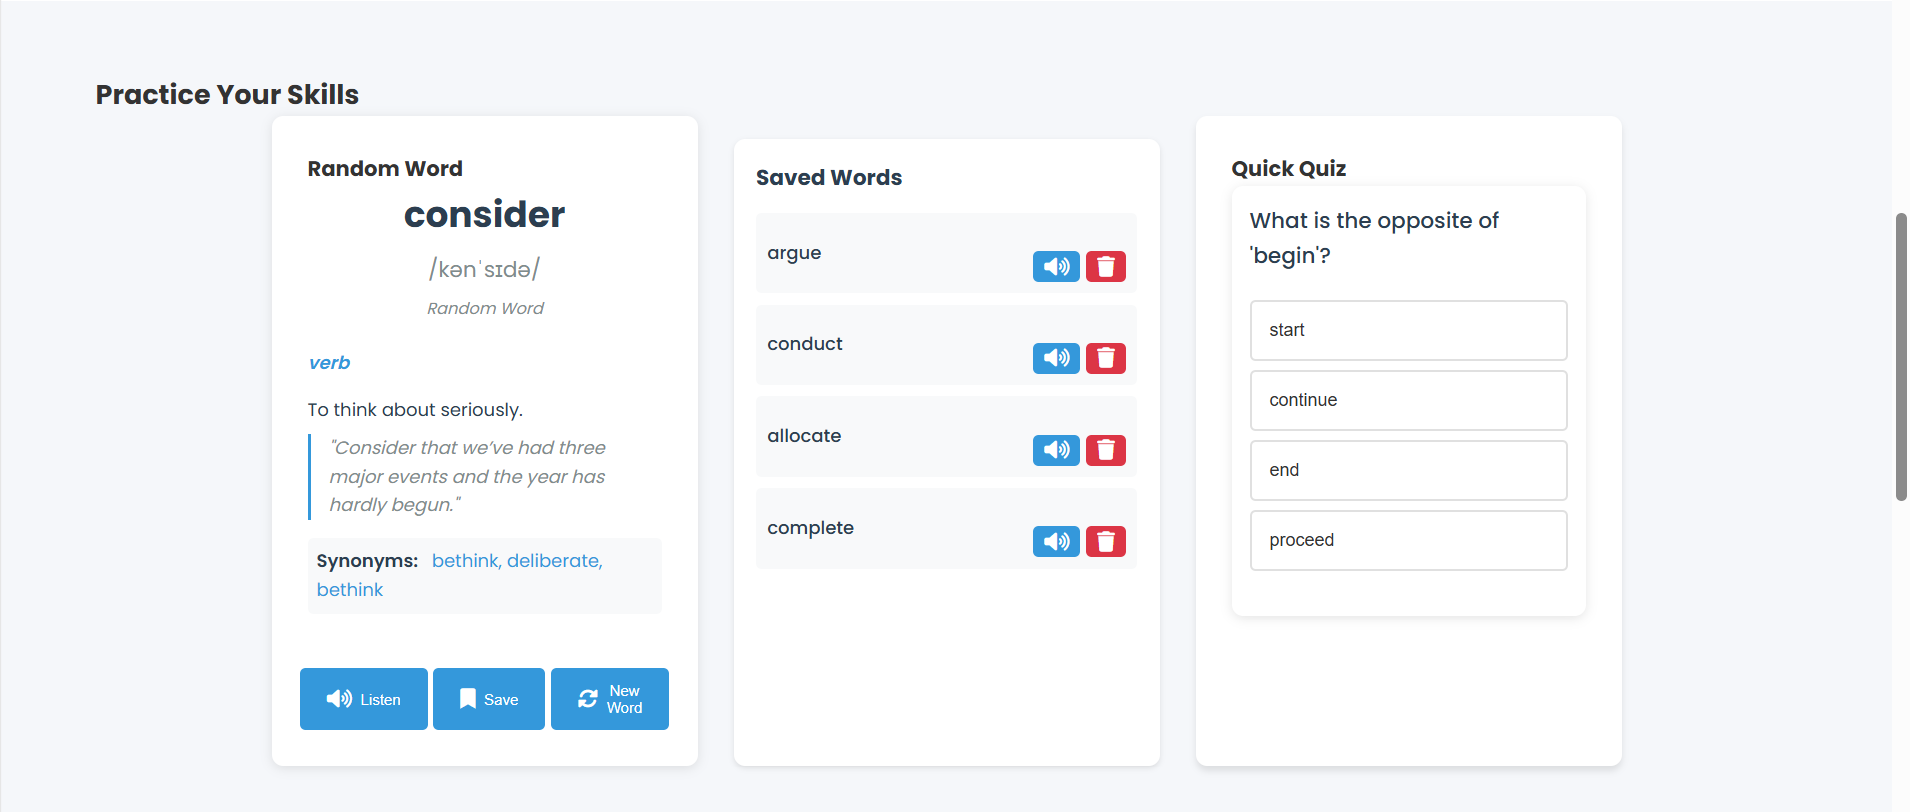 Practice Your Skills
Random Word
consider
/kənˈsɪdə/
Random Word
verb
To think about seriously.
"Consider that we’ve had three
major events and the year has
hardly begun."
Synonyms: bethink, deliberate,
bethink
Listen
Save
New
Word
Saved Words
argue
conduct
allocate
complete
Quick Quiz
What is the opposite of
'begin'?
start
continue
end
proceed